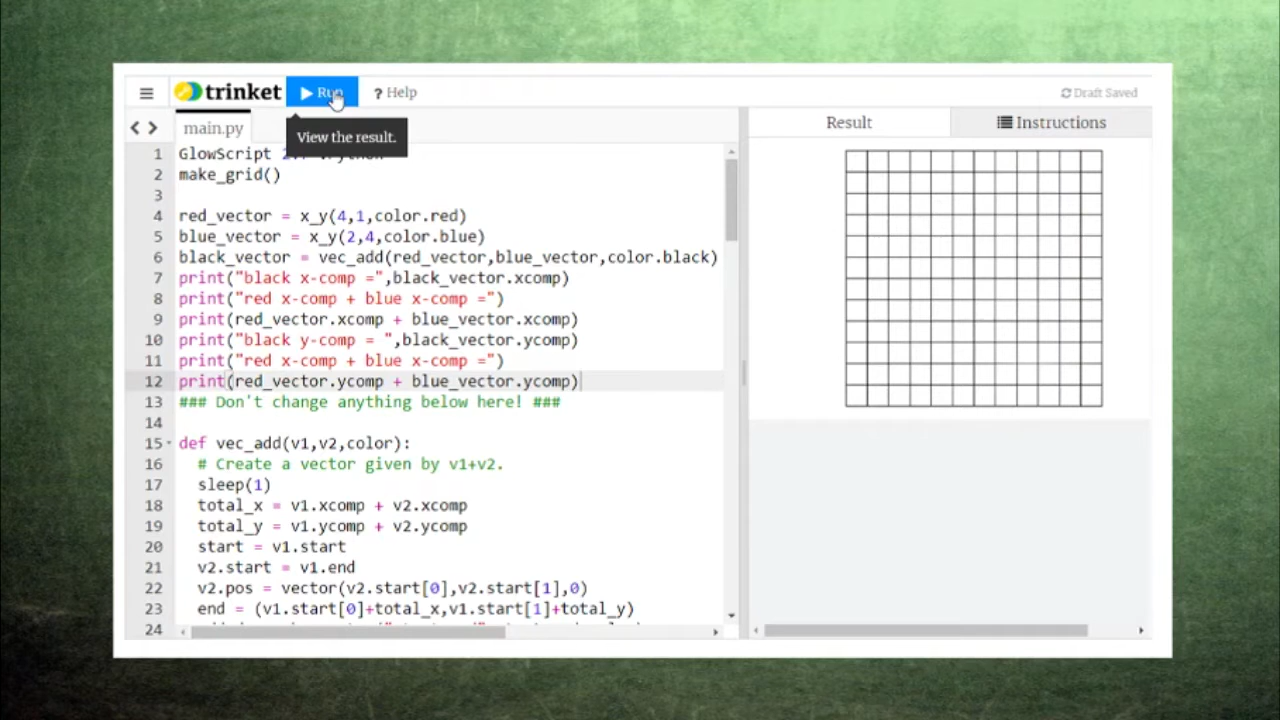 trinket
Run
? Help
Draft Saved
main.py
View the result.
Result
Instructions
1 GlowScript
2 make_grid()
3
4 red_vector = x_y(4,1,color.red)
5 blue_vector = x_y(2,4,color.blue)
6 black_vector = vec_add(red_vector,blue_vector,color.black)
7 print("black x-comp =",black_vector.xcomp)
8 print("red x-comp + blue x-comp =")
9 print(red_vector.xcomp + blue_vector.xcomp)
10 print("black y-comp = ",black_vector.ycomp)
11 print("red x-comp + blue x-comp =")
12 print(red_vector.ycomp + blue_vector.ycomp)
13 ### Don't change anything below here! ###
14
15 def vec_add(v1,v2,color):
16 # Create a vector given by v1+v2.
17 sleep(1)
18 total_x = v1.xcomp + v2.xcomp
19 total_y = v1.ycomp + v2.ycomp
20 start = v1.start
21 v2.start = v1.end
22 v2.pos = vector(v2.start[0],v2.start[1],0)
23 end = (v1.start[0]+total_x,v1.start[1]+total_y)
24